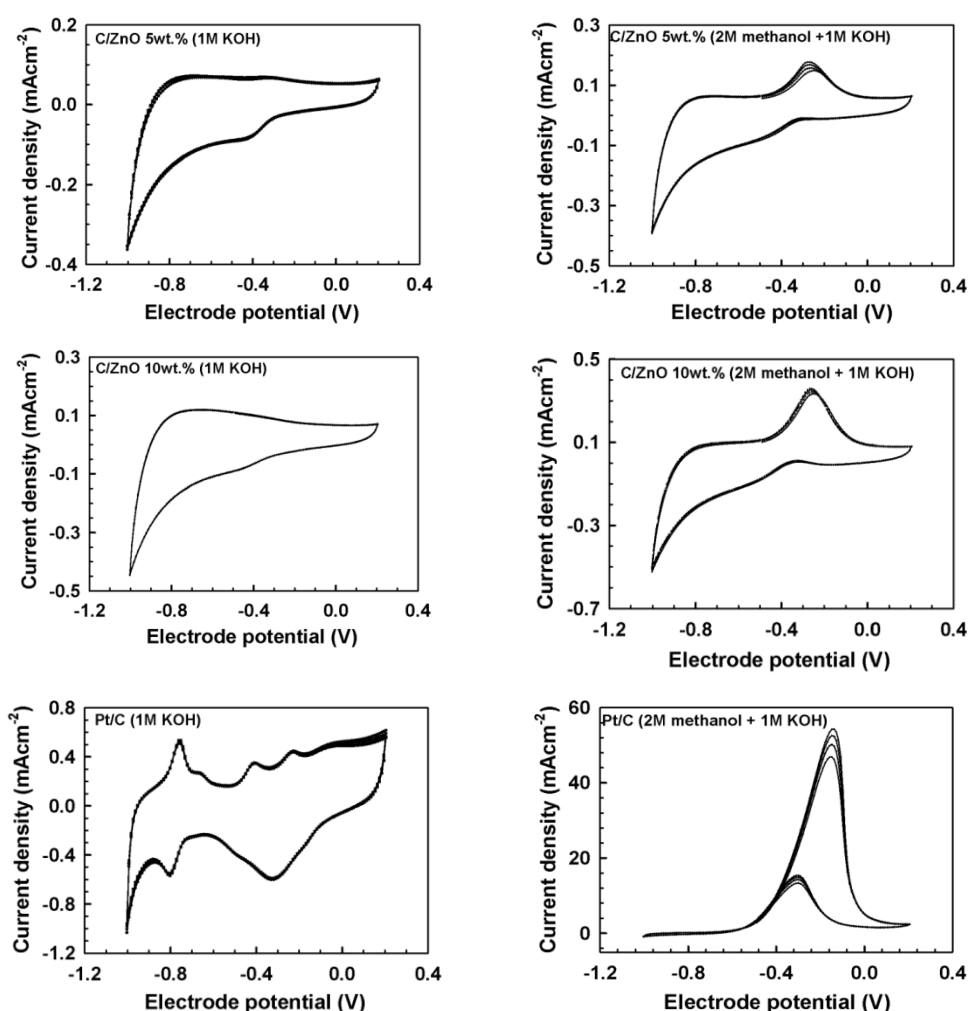 C/ZnO 5wt.% (1M KOH)
Current density (mAcm⁻²)
0.2
0.0
-0.2
-0.4
-1.2 -0.8 -0.4 0.0 0.4
Electrode potential (V)
C/ZnO 5wt.% (2M methanol +1M KOH)
Current density (mAcm⁻²)
0.3
0.1
-0.1
-0.3
-0.5
-1.2 -0.8 -0.4 0.0 0.4
Electrode potential (V)
C/ZnO 10wt.% (1M KOH)
Current density (mAcm⁻²)
0.3
0.1
-0.1
-0.3
-0.5
-1.2 -0.8 -0.4 0.0 0.4
Electrode potential (V)
C/ZnO 10wt.% (2M methanol + 1M KOH)
Current density (mAcm⁻²)
0.5
0.1
-0.3
-0.7
-1.2 -0.8 -0.4 0.0 0.4
Electrode potential (V)
Pt/C (1M KOH)
Current density (mAcm⁻²)
0.8
0.4
0.0
-0.4
-0.8
-1.2
-1.2 -0.8 -0.4 0.0 0.4
Electrode potential (V)
Pt/C (2M methanol + 1M KOH)
Current density (mAcm⁻²)
60
40
20
0
-1.2 -0.8 -0.4 0.0 0.4
Electrode potential (V)